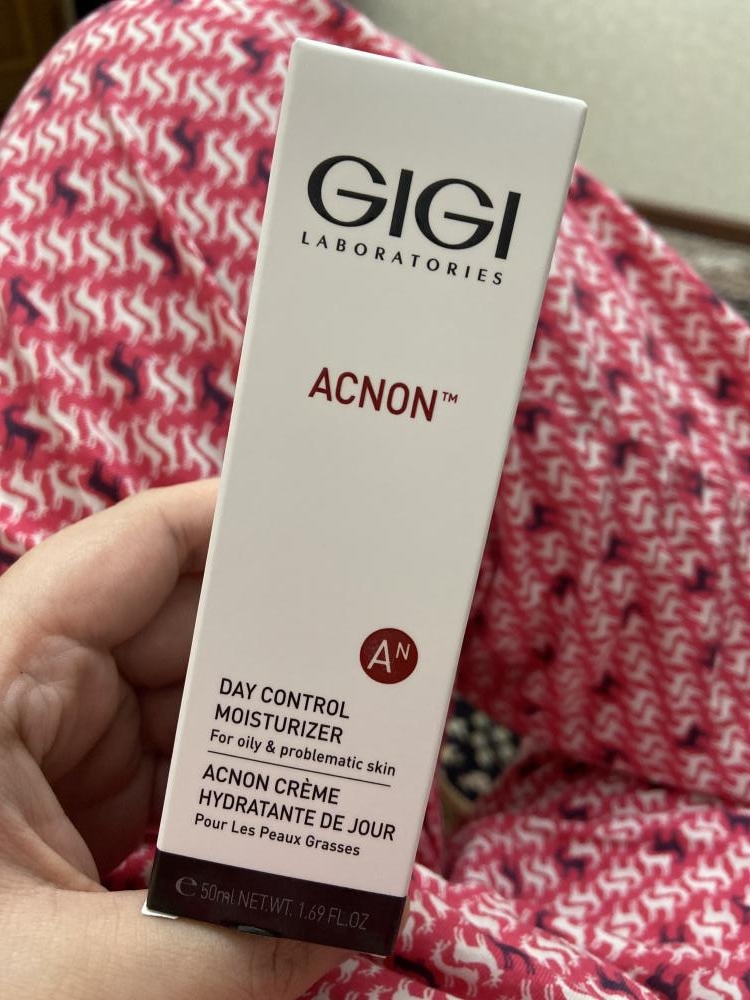 GIGI
LABORATORIES
ACNON™
AN
DAY CONTROL
MOISTURIZER
For oily & problematic skin
ACNON CRÈME
HYDRATANTE DE JOUR
Pour Les Peaux Grasses
℮ 50ml NET.WT. 1.69 FL.OZ